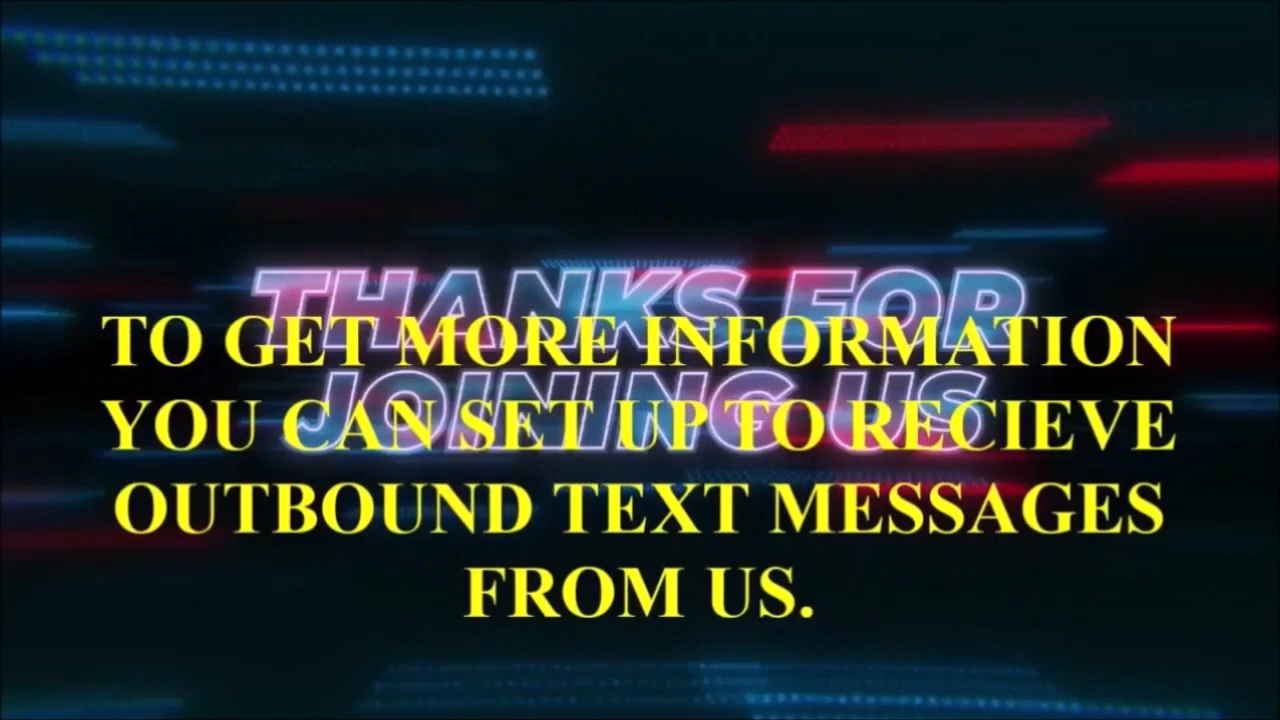 THANKS FOR
JOINING US
TO GET MORE INFORMATION
YOU CAN SET UP TO RECIEVE
OUTBOUND TEXT MESSAGES
FROM US.